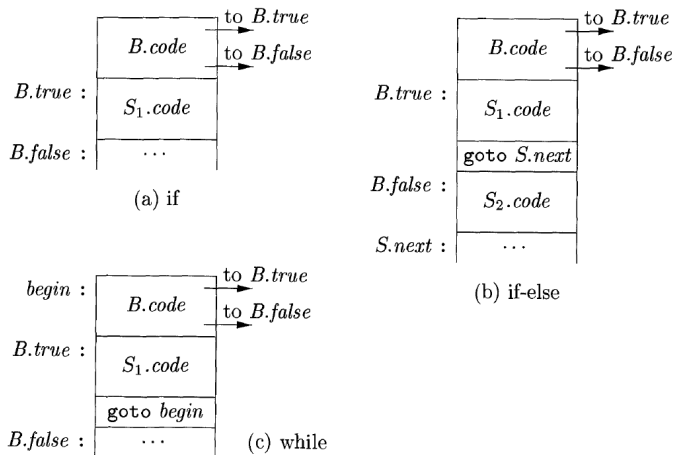 to B.true
B.code
to B.false
B.true :
S₁.code
B.false :
...
(a) if
to B.true
B.code
to B.false
B.true :
S₁.code
goto S.next
B.false :
S₂.code
S.next :
...
(b) if-else
begin :
to B.true
B.code
to B.false
B.true :
S₁.code
goto begin
B.false :
...
(c) while